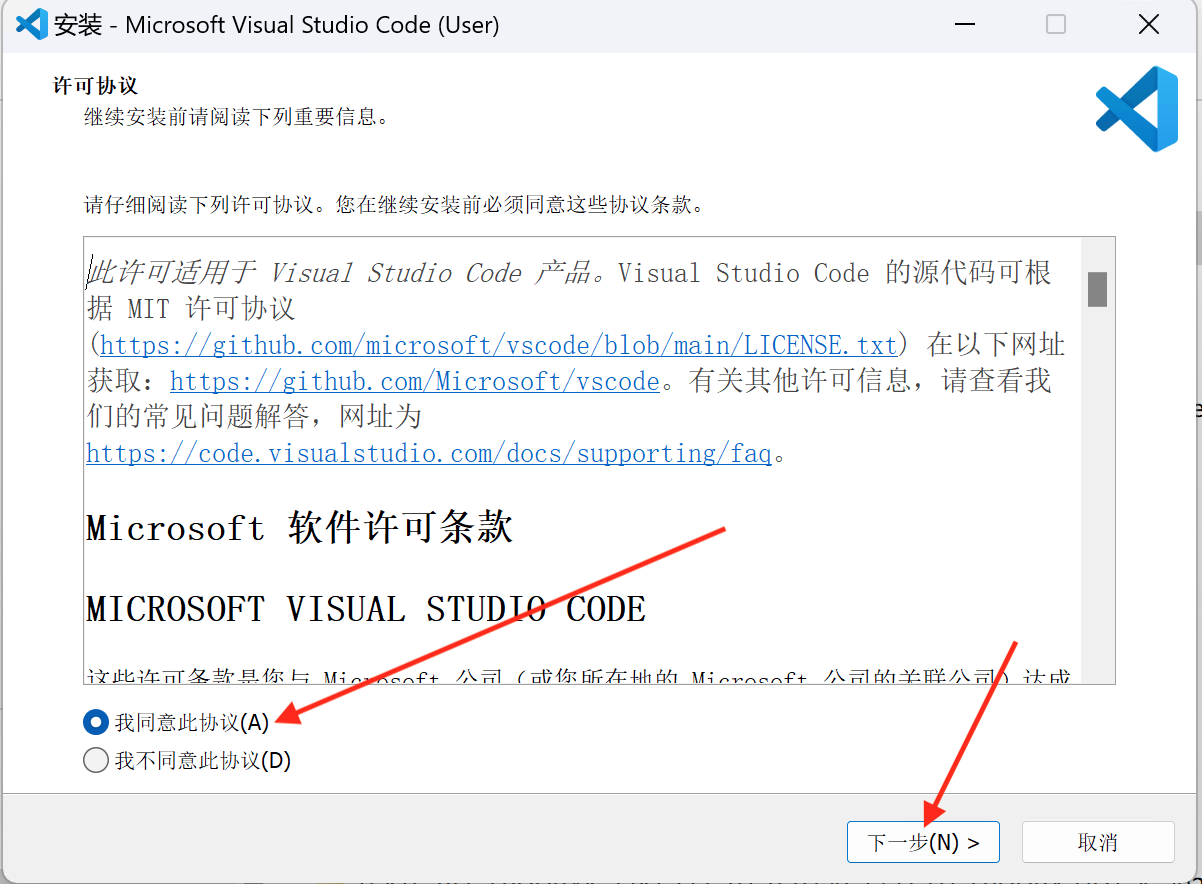 安装 - Microsoft Visual Studio Code (User)
许可协议
继续安装前请阅读下列重要信息。
请仔细阅读下列许可协议。您在继续安装前必须同意这些协议条款。
此许可适用于 Visual Studio Code 产品。Visual Studio Code 的源代码可根
据 MIT 许可协议
(https://github.com/microsoft/vscode/blob/main/LICENSE.txt) 在以下网址
获取：https://github.com/Microsoft/vscode。有关其他许可信息，请查看我
们的常见问题解答，网址为
https://code.visualstudio.com/docs/supporting/faq。
Microsoft 软件许可条款
MICROSOFT VISUAL STUDIO CODE
这些许可条款是您与 Microsoft 公司（或您所在地的 Microsoft 公司的关联公司）达成
我同意此协议(A)
我不同意此协议(D)
下一步(N) >
取消